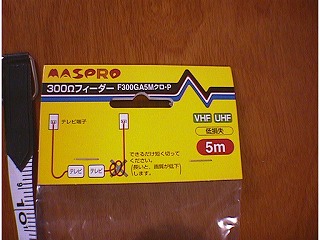 MASPRO
300Ωフィーダー F300GA5Mクロ-P
テレビ端子
VHF UHF
低損失
5m
できるだけ短く切って
ください。
長いと、画質が低下
します。
テレビ テレビ